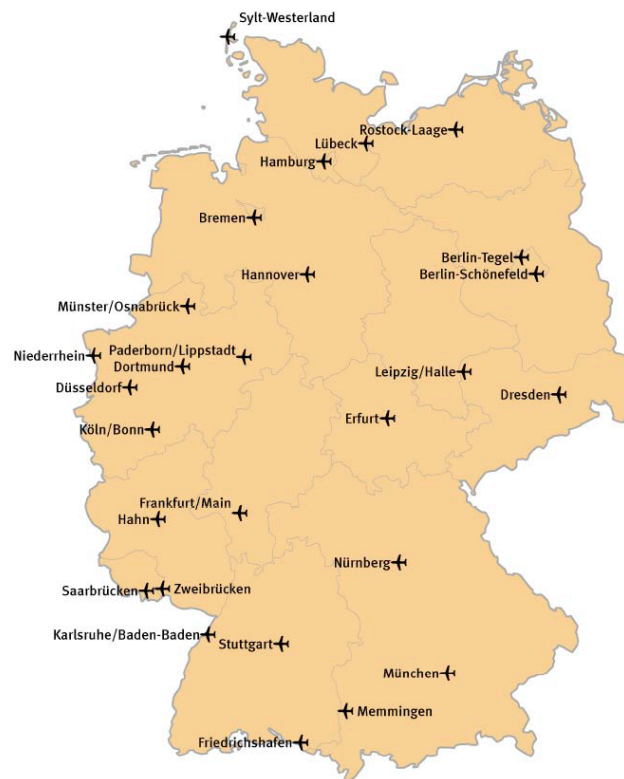 Sylt-Westerland
Rostock-Laage
Lübeck
Hamburg
Bremen
Berlin-Tegel
Hannover
Berlin-Schönefeld
Münster/Osnabrück
Niederrhein
Paderborn/Lippstadt
Dortmund
Leipzig/Halle
Düsseldorf
Dresden
Erfurt
Köln/Bonn
Frankfurt/Main
Hahn
Nürnberg
Saarbrücken
Zweibrücken
Karlsruhe/Baden-Baden
Stuttgart
München
Memmingen
Friedrichshafen